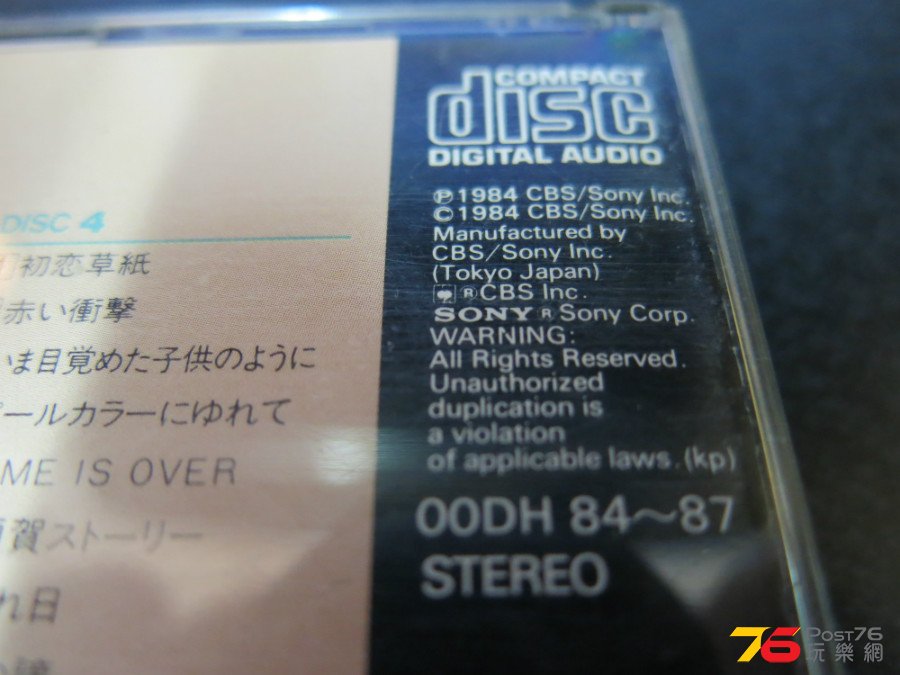 DISC 4
初恋草紙
赤い衝撃
ま目覚めた子供のように
ールカラーにゆれて
ME IS OVER
賀ストーリー
れ目
COMPACT
disc
DIGITAL AUDIO
℗1984 CBS/Sony Inc.
©1984 CBS/Sony Inc.
Manufactured by
CBS/Sony Inc.
(Tokyo Japan)
®CBS Inc.
SONY ® Sony Corp.
WARNING:
All Rights Reserved.
Unauthorized
duplication is
a violation
of applicable laws.(kp)
00DH 84〜87
STEREO
76 Post76
玩樂網